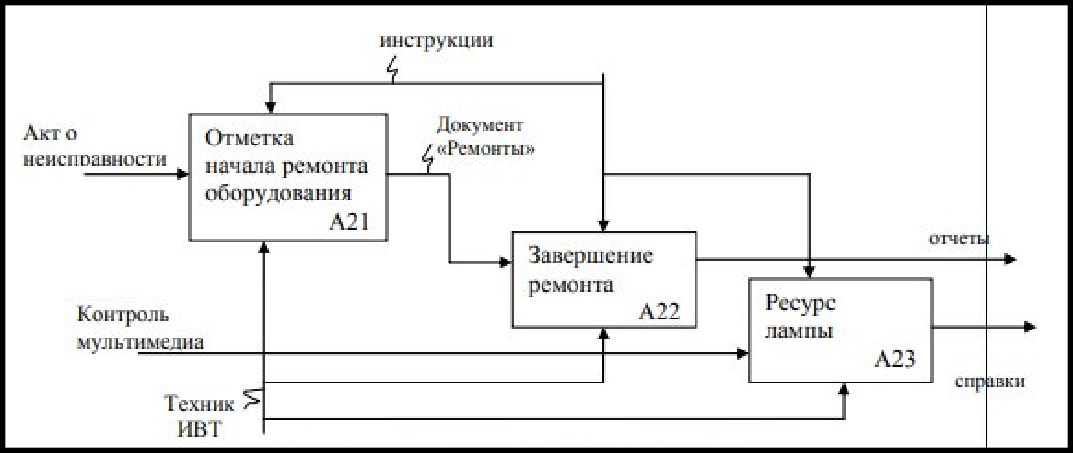 инструкции
Акт о
неисправности
Отметка
начала ремонта
оборудования
А21
Документ
«Ремонты»
Завершение
ремонта
А22
отчеты
Контроль
мультимедиа
Ресурс
лампы
А23
справки
Техник
ИВТ